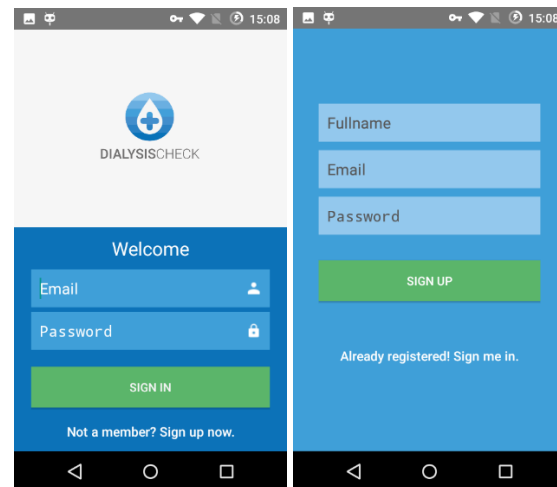 15:08
DIALYSISCHECK
Welcome
Email
Password
SIGN IN
Not a member? Sign up now.
15:08
Fullname
Email
Password
SIGN UP
Already registered! Sign me in.